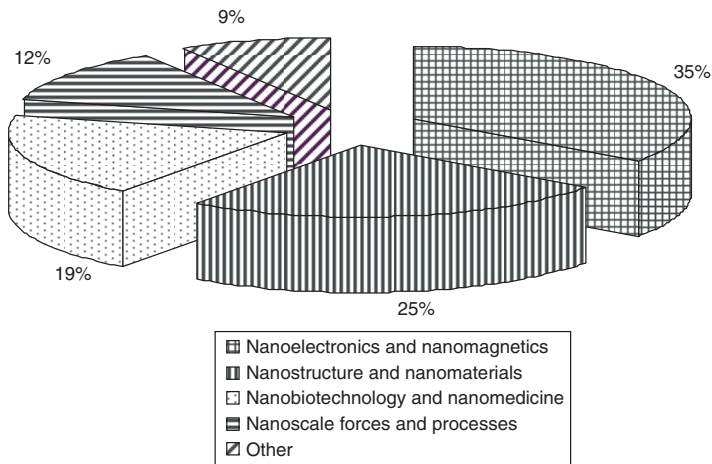 9%
12%
35%
19%
25%
Nanoelectronics and nanomagnetics
Nanostructure and nanomaterials
Nanobiotechnology and nanomedicine
Nanoscale forces and processes
Other